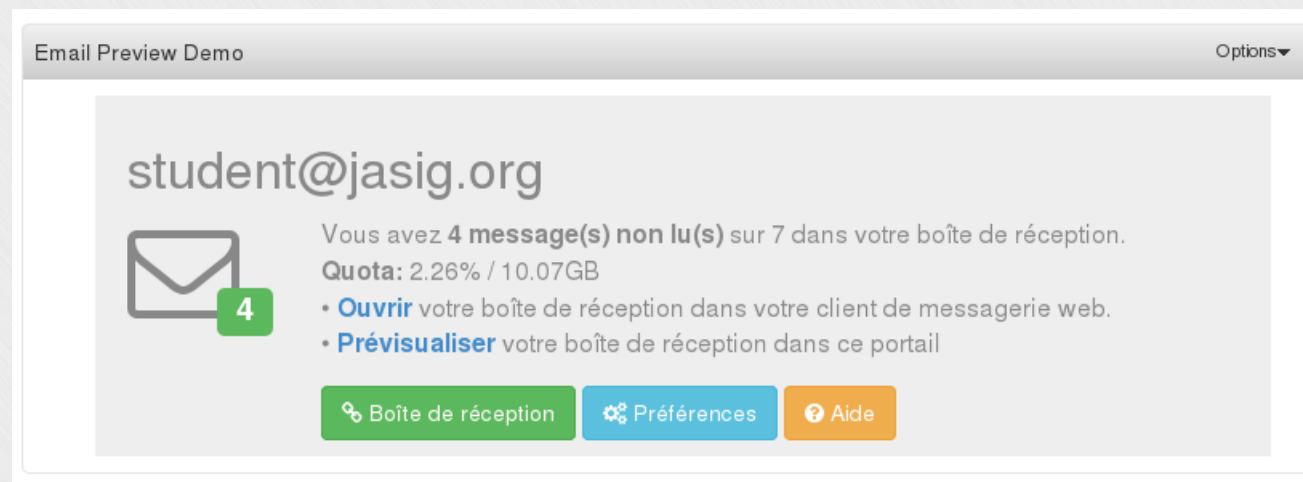 Email Preview Demo
Options
student@jasig.org
Vous avez 4 message(s) non lu(s) sur 7 dans votre boîte de réception.
4
Quota: 2.26% / 10.07GB
• Ouvrir votre boîte de réception dans votre client de messagerie web.
• Prévisualiser votre boîte de réception dans ce portail
Boîte de réception
Préférences
Aide